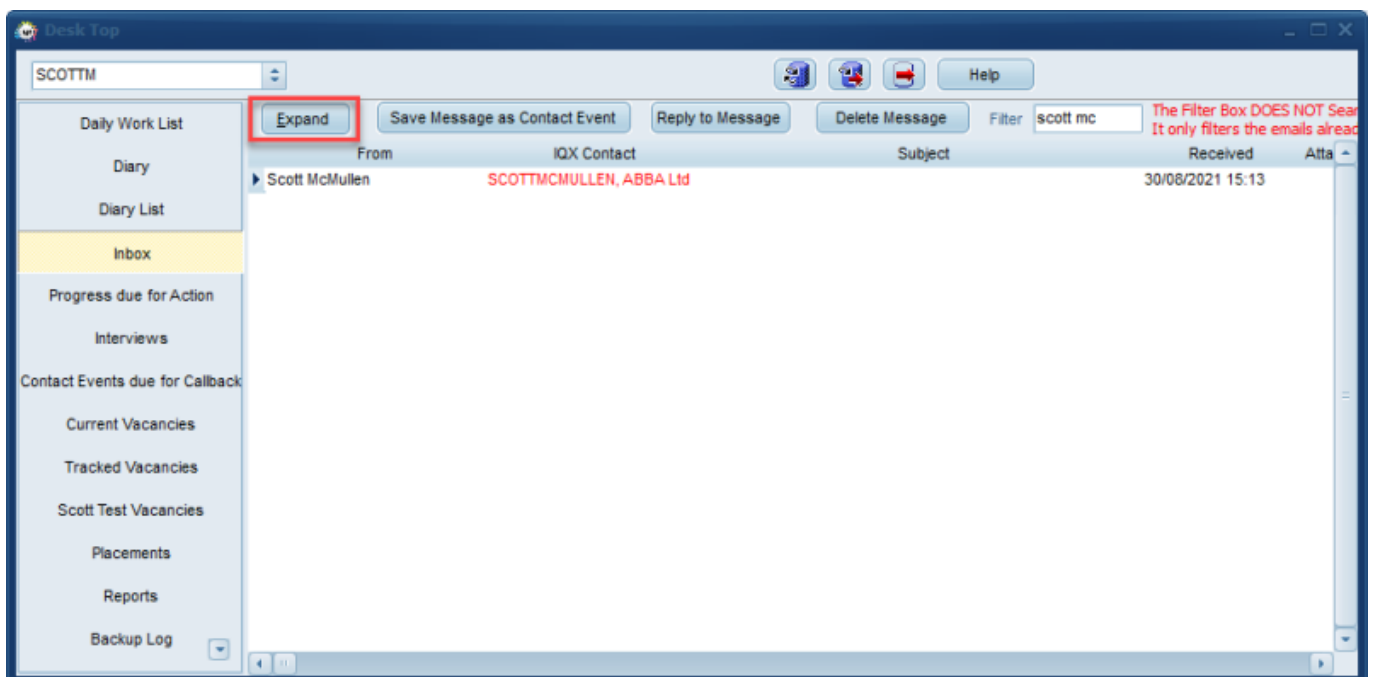 Desk Top
SCOTTM
Help
Daily Work List
Diary
Diary List
Inbox
Progress due for Action
Interviews
Contact Events due for Callback
Current Vacancies
Tracked Vacancies
Scott Test Vacancies
Placements
Reports
Backup Log
Expand Save Message as Contact Event Reply to Message Delete Message Filter scott mc
The Filter Box DOES NOT Sear
It only filters the emails alread
From IQX Contact Subject Received Atta
Scott McMullen SCOTTMCMULLEN, ABBA Ltd 30/08/2021 15:13